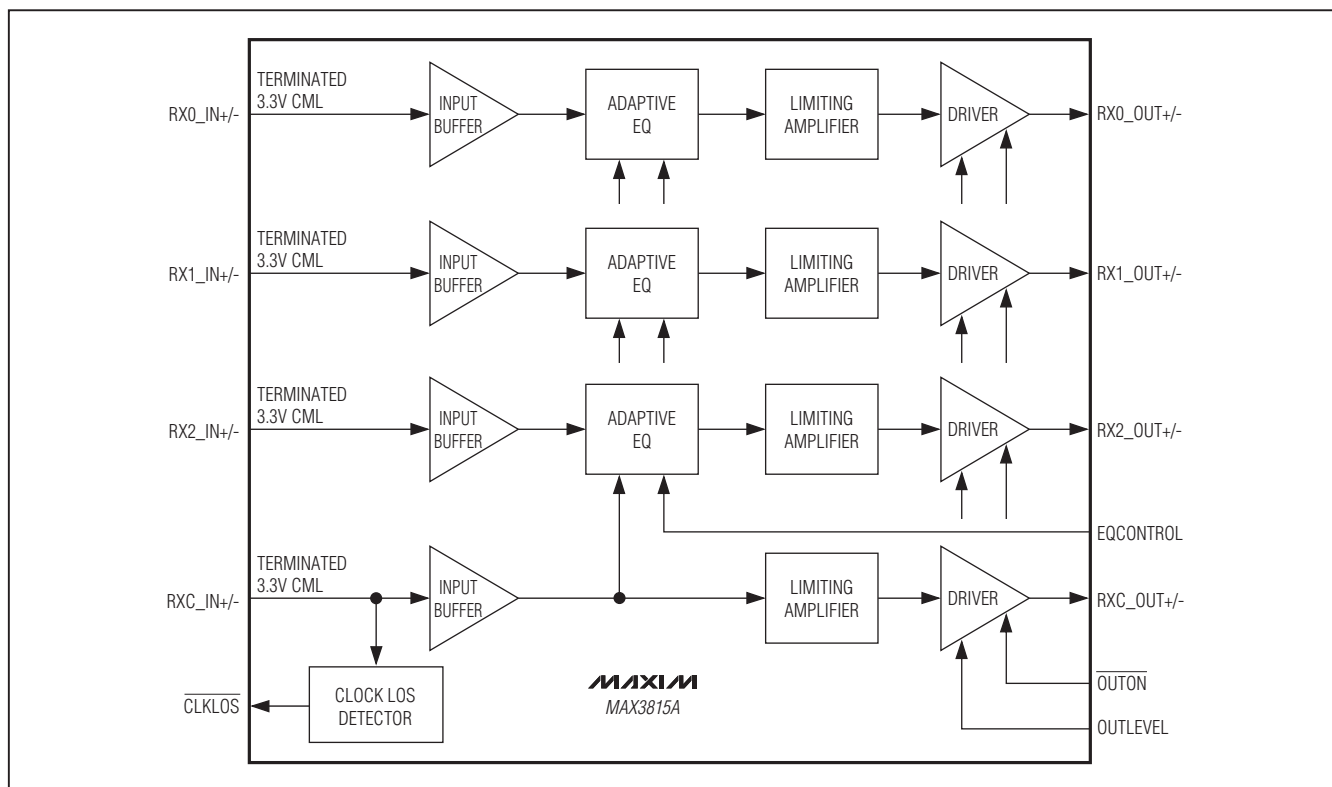 TERMINATED
3.3V CML
RX0_IN+/-
INPUT
BUFFER
ADAPTIVE
EQ
LIMITING
AMPLIFIER
DRIVER
RX0_OUT+/-
TERMINATED
3.3V CML
RX1_IN+/-
INPUT
BUFFER
ADAPTIVE
EQ
LIMITING
AMPLIFIER
DRIVER
RX1_OUT+/-
TERMINATED
3.3V CML
RX2_IN+/-
INPUT
BUFFER
ADAPTIVE
EQ
LIMITING
AMPLIFIER
DRIVER
RX2_OUT+/-
EQCONTROL
TERMINATED
3.3V CML
RXC_IN+/-
INPUT
BUFFER
LIMITING
AMPLIFIER
DRIVER
RXC_OUT+/-
CLKLOS
CLOCK LOS
DETECTOR
MAXIM
MAX3815A
OUTON
OUTLEVEL